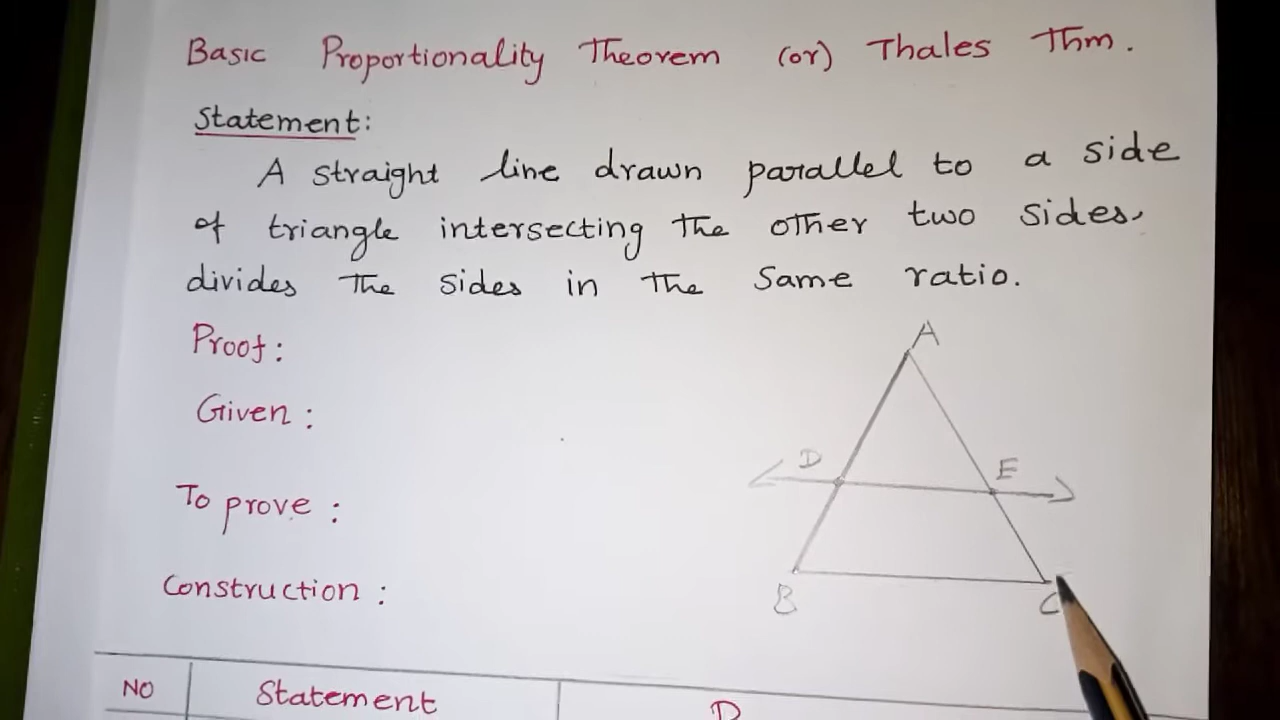 Basic Proportionality Theorem (or) Thales Thm.
Statement:
A straight line drawn parallel to a side
of triangle intersecting the other two sides,
divides the sides in the same ratio.
Proof:
Given:
To prove:
Construction:
A
D
E
B
C
NO Statement